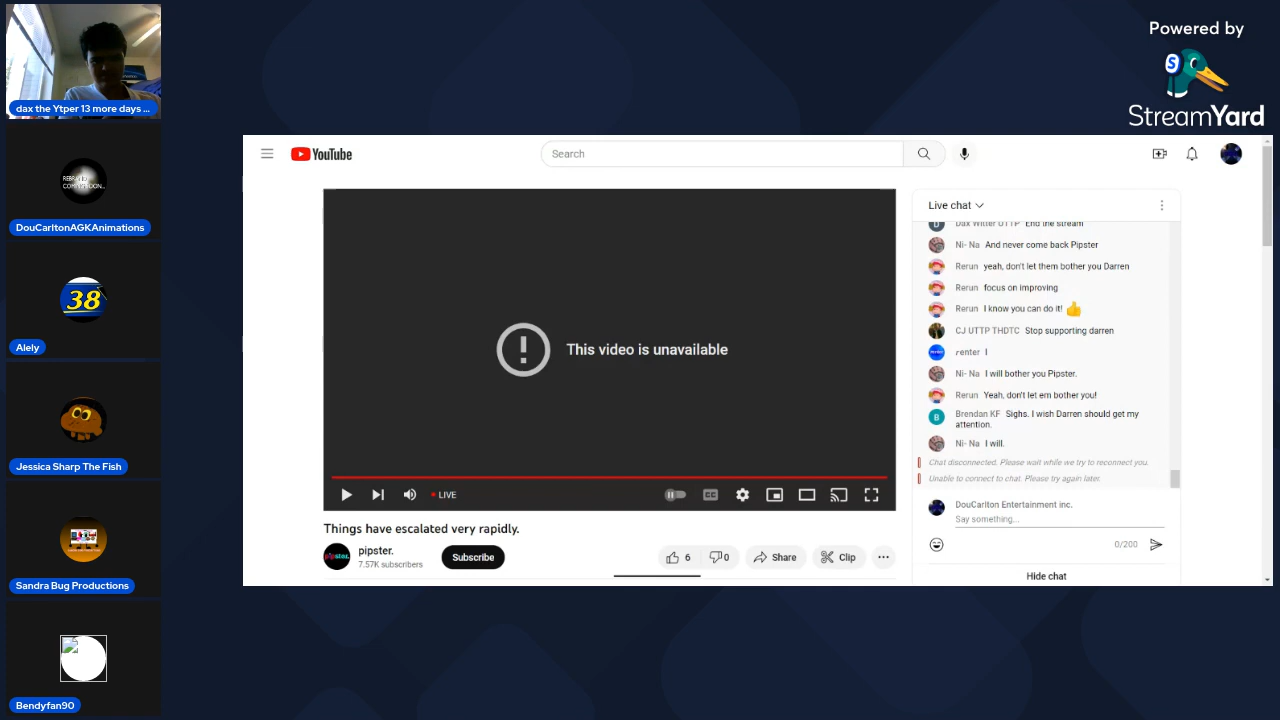 dax the Ytper 13 more days ...
REBRAND
COMING SOON...
DouCarltonAGKAnimations
38
Alely
Jessica Sharp The Fish
Sandra Bug Productions
Bendyfan90
Powered by
StreamYard
YouTube
Search
This video is unavailable
LIVE
CC
Things have escalated very rapidly.
pipster.
pipster.
7.57K subscribers
Subscribe
6
0
Share
Clip
Live chat
D Dax Witter UTTP End the stream
Ni- Na And never come back Pipster
Rerun yeah, don't let them bother you Darren
Rerun focus on improving
Rerun I know you can do it! 👍
CJ UTTP THDTC Stop supporting darren
renter I
Ni- Na I will bother you Pipster.
Rerun Yeah, don't let em bother you!
B Brendan KF Sighs. I wish Darren should get my
attention.
Ni- Na I will.
Chat disconnected. Please wait while we try to reconnect you.
Unable to connect to chat. Please try again later.
DouCarlton Entertainment inc.
Say something...
0/200
Hide chat